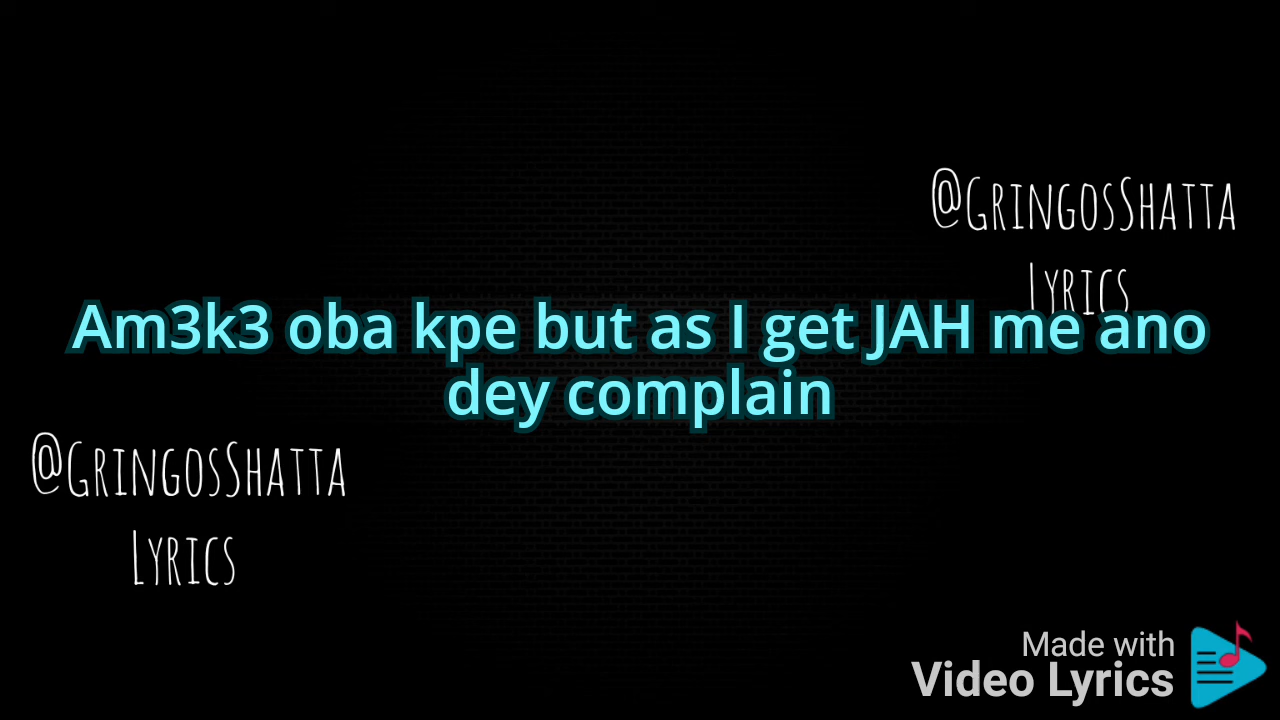 @GringosShatta
Lyrics
Am3k3 oba kpe but as I get JAH me ano
dey complain
@GringosShatta
Lyrics
Made with
Video Lyrics